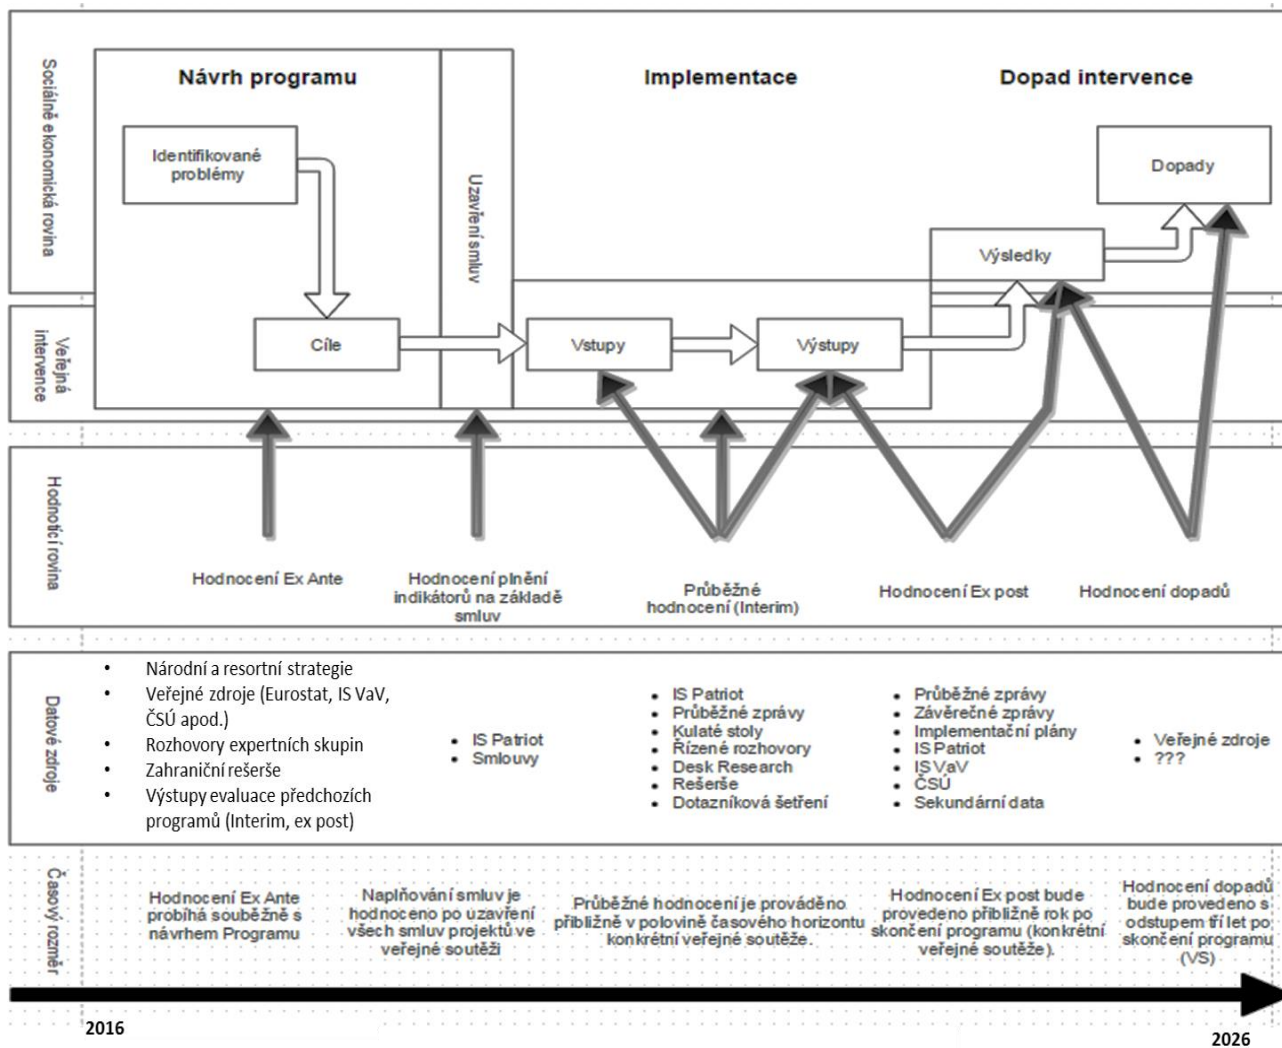 Sociálně ekonomická rovina
Návrh programu
Implementace
Dopad intervence
Identifikované
problémy
Uzavření smluv
Dopady
Výsledky
Veřejná
intervence
Cíle
Vstupy
Výstupy
Hodnotící rovina
Hodnocení Ex Ante
Hodnocení plnění
indikátorů na základě
smluv
Průběžné
hodnocení (Interim)
Hodnocení Ex post
Hodnocení dopadů
Datové zdroje
• Národní a resortní strategie
• Veřejné zdroje (Eurostat, IS VaV,
ČSÚ apod.)
• Rozhovory expertních skupin
• Zahraniční rešerše
• Výstupy evaluace předchozích
programů (Interim, ex post)
• IS Patriot
• Smlouvy
• IS Patriot
• Průběžné zprávy
• Kulaté stoly
• Řízené rozhovory
• Desk Research
• Rešerše
• Dotazníková šetření
• Průběžné zprávy
• Závěrečné zprávy
• Implementační plány
• IS Patriot
• IS VaV
• ČSÚ
• Sekundární data
• Veřejné zdroje
• ???
Časový rozměr
Hodnocení Ex Ante
probíhá souběžně s
návrhem Programu
Naplňování smluv je
hodnoceno po uzavření
všech smluv projektů ve
veřejné soutěži
Průběžné hodnocení je prováděno
přibližně v polovině časového horizontu
konkrétní veřejné soutěže.
Hodnocení Ex post bude
provedeno přibližně rok po
skončení programu (konkrétní
veřejné soutěže).
Hodnocení dopadů
bude provedeno s
odstupem tří let po
skončení programu
(VS)
2016
2026